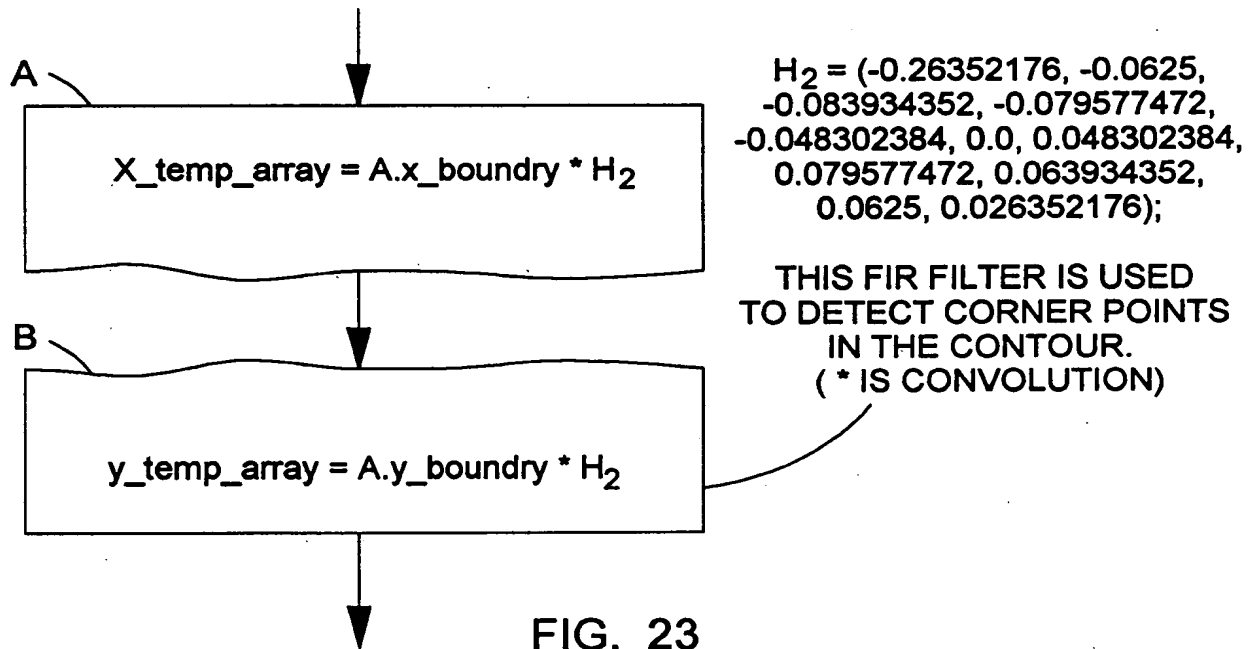 A
X_temp_array = A.x_boundry * H2
H2 = (-0.26352176, -0.0625,
-0.083934352, -0.079577472,
-0.048302384, 0.0, 0.048302384,
0.079577472, 0.063934352,
0.0625, 0.026352176);
THIS FIR FILTER IS USED
TO DETECT CORNER POINTS
IN THE CONTOUR.
( * IS CONVOLUTION)
B
y_temp_array = A.y_boundry * H2
FIG. 23